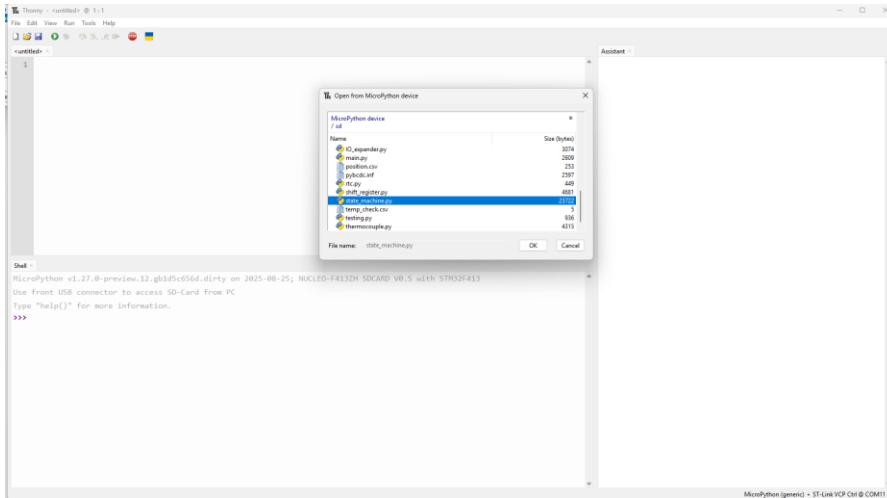 Thonny - <untitled> @ 1:1
File Edit View Run Tools Help
<untitled>
Assistant
1
Open from MicroPython device
MicroPython device
/ sd
Name Size (bytes)
IO_expander.py 3074
main.py 2609
position.csv 253
pybcdc.inf 2597
rtc.py 449
shift_register.py 4681
state_machine.py 23722
temp_check.csv 5
testing.py 936
thermocouple.py 4315
File name: state_machine.py OK Cancel
Shell
MicroPython v1.27.0-preview.12.gb1d5c656d.dirty on 2025-08-25; NUCLEO-F413ZH SDCARD V0.5 with STM32F413
Use front USB connector to access SD-Card from PC
Type "help()" for more information.
>>>
MicroPython (generic) • ST-Link VCP Ctrl @ COM11